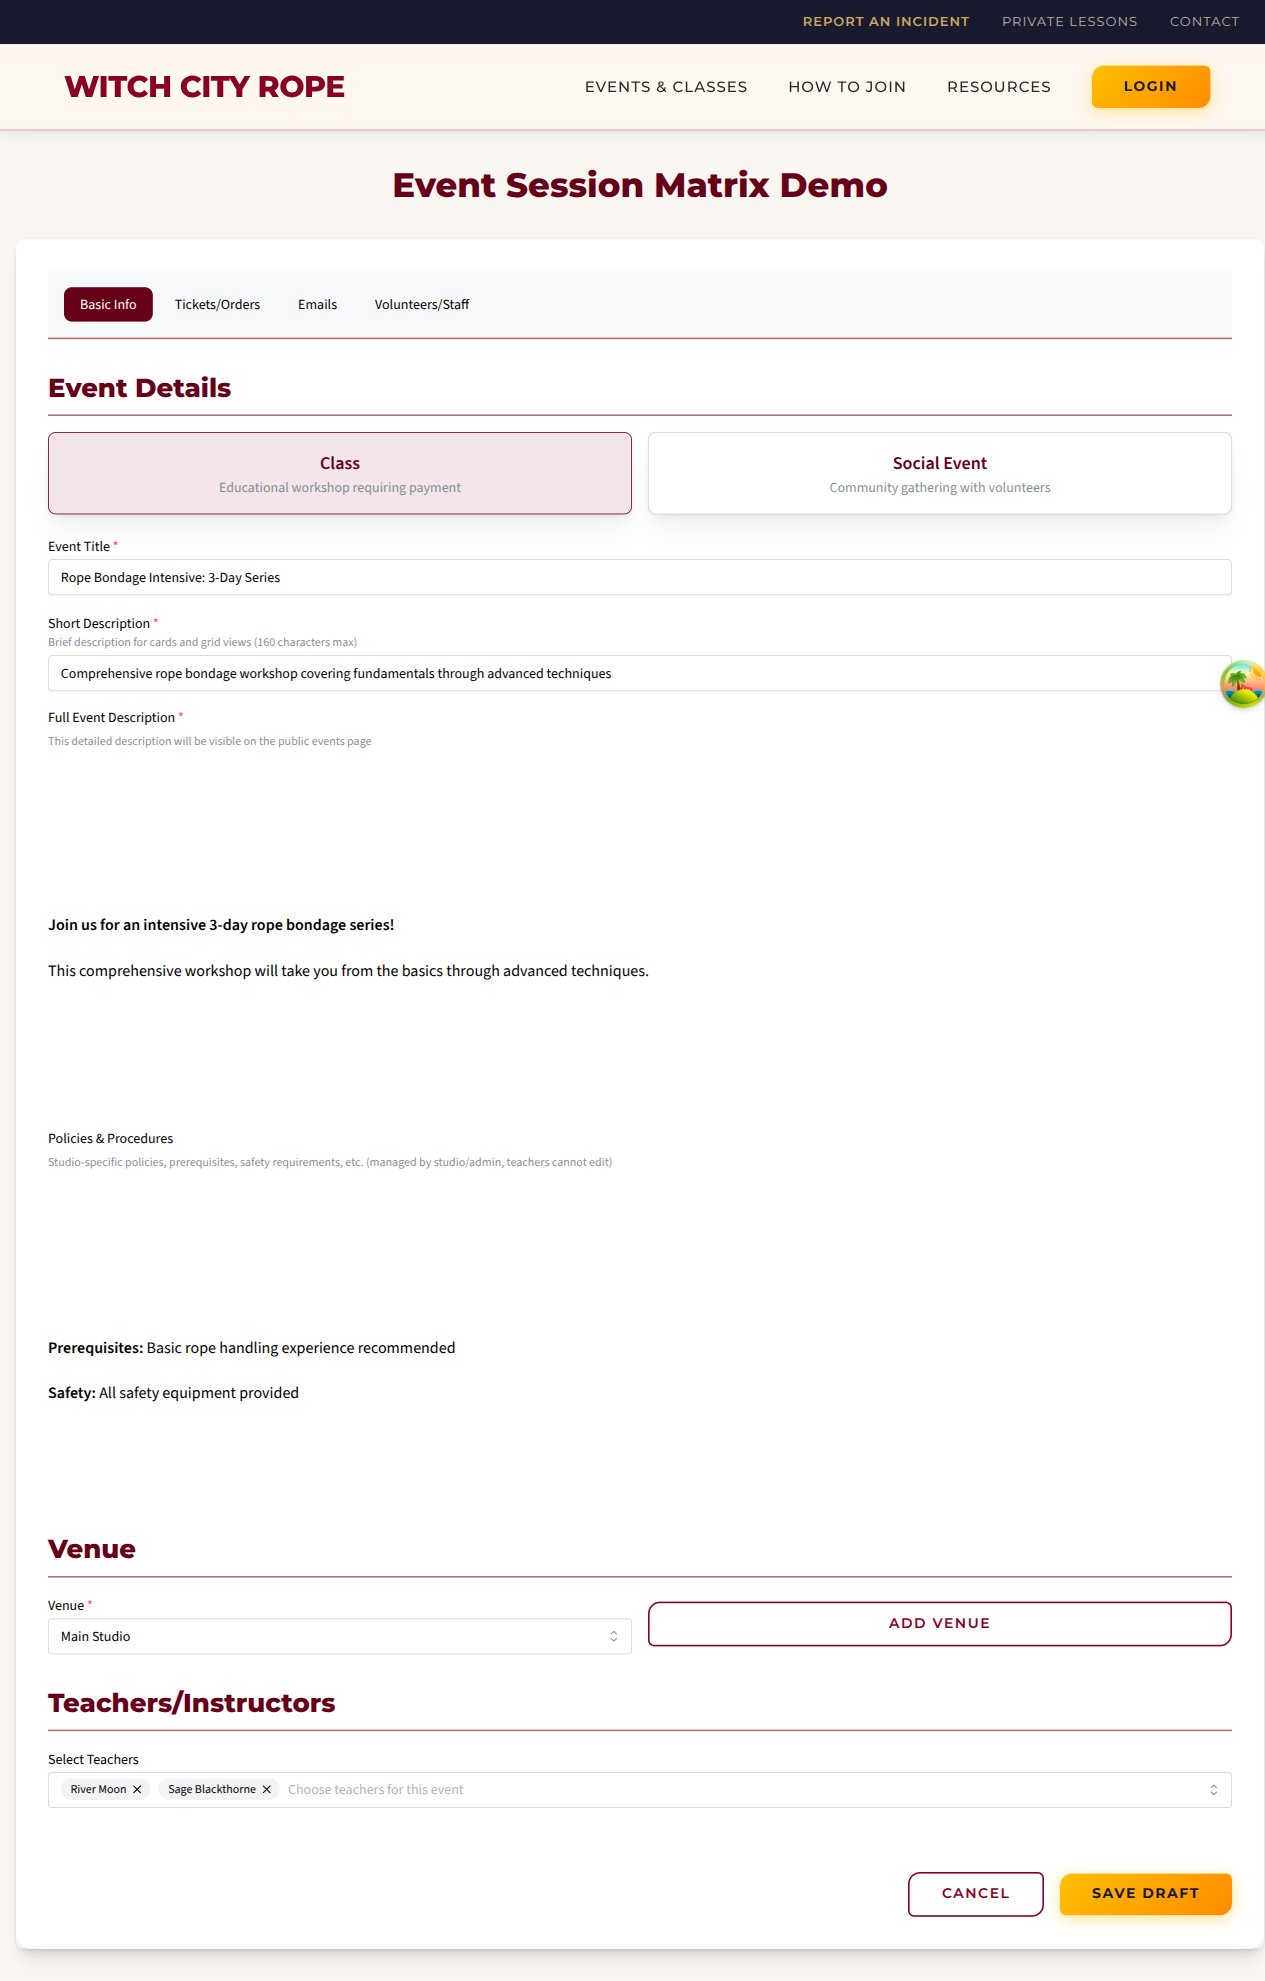 REPORT AN INCIDENT PRIVATE LESSONS CONTACT
WITCH CITY ROPE EVENTS & CLASSES HOW TO JOIN RESOURCES LOGIN
Event Session Matrix Demo
Basic Info Tickets/Orders Emails Volunteers/Staff
Event Details
Class
Educational workshop requiring payment
Social Event
Community gathering with volunteers
Event Title *
Rope Bondage Intensive: 3-Day Series
Short Description *
Brief description for cards and grid views (160 characters max)
Comprehensive rope bondage workshop covering fundamentals through advanced techniques
Full Event Description *
This detailed description will be visible on the public events page
Join us for an intensive 3-day rope bondage series!
This comprehensive workshop will take you from the basics through advanced techniques.
Policies & Procedures
Studio-specific policies, prerequisites, safety requirements, etc. (managed by studio/admin, teachers cannot edit)
Prerequisites: Basic rope handling experience recommended
Safety: All safety equipment provided
Venue
Venue *
Main Studio
ADD VENUE
Teachers/Instructors
Select Teachers
River Moon Sage Blackthorne Choose teachers for this event
CANCEL SAVE DRAFT